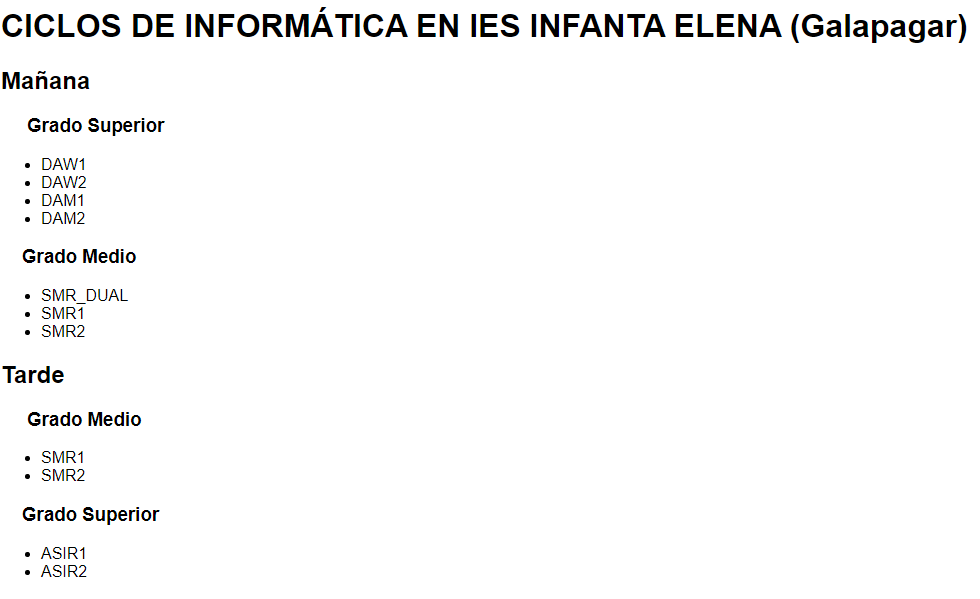 CICLOS DE INFORMÁTICA EN IES INFANTA ELENA (Galapagar)
Mañana
Grado Superior
DAW1
DAW2
DAM1
DAM2
Grado Medio
SMR_DUAL
SMR1
SMR2
Tarde
Grado Medio
SMR1
SMR2
Grado Superior
ASIR1
ASIR2